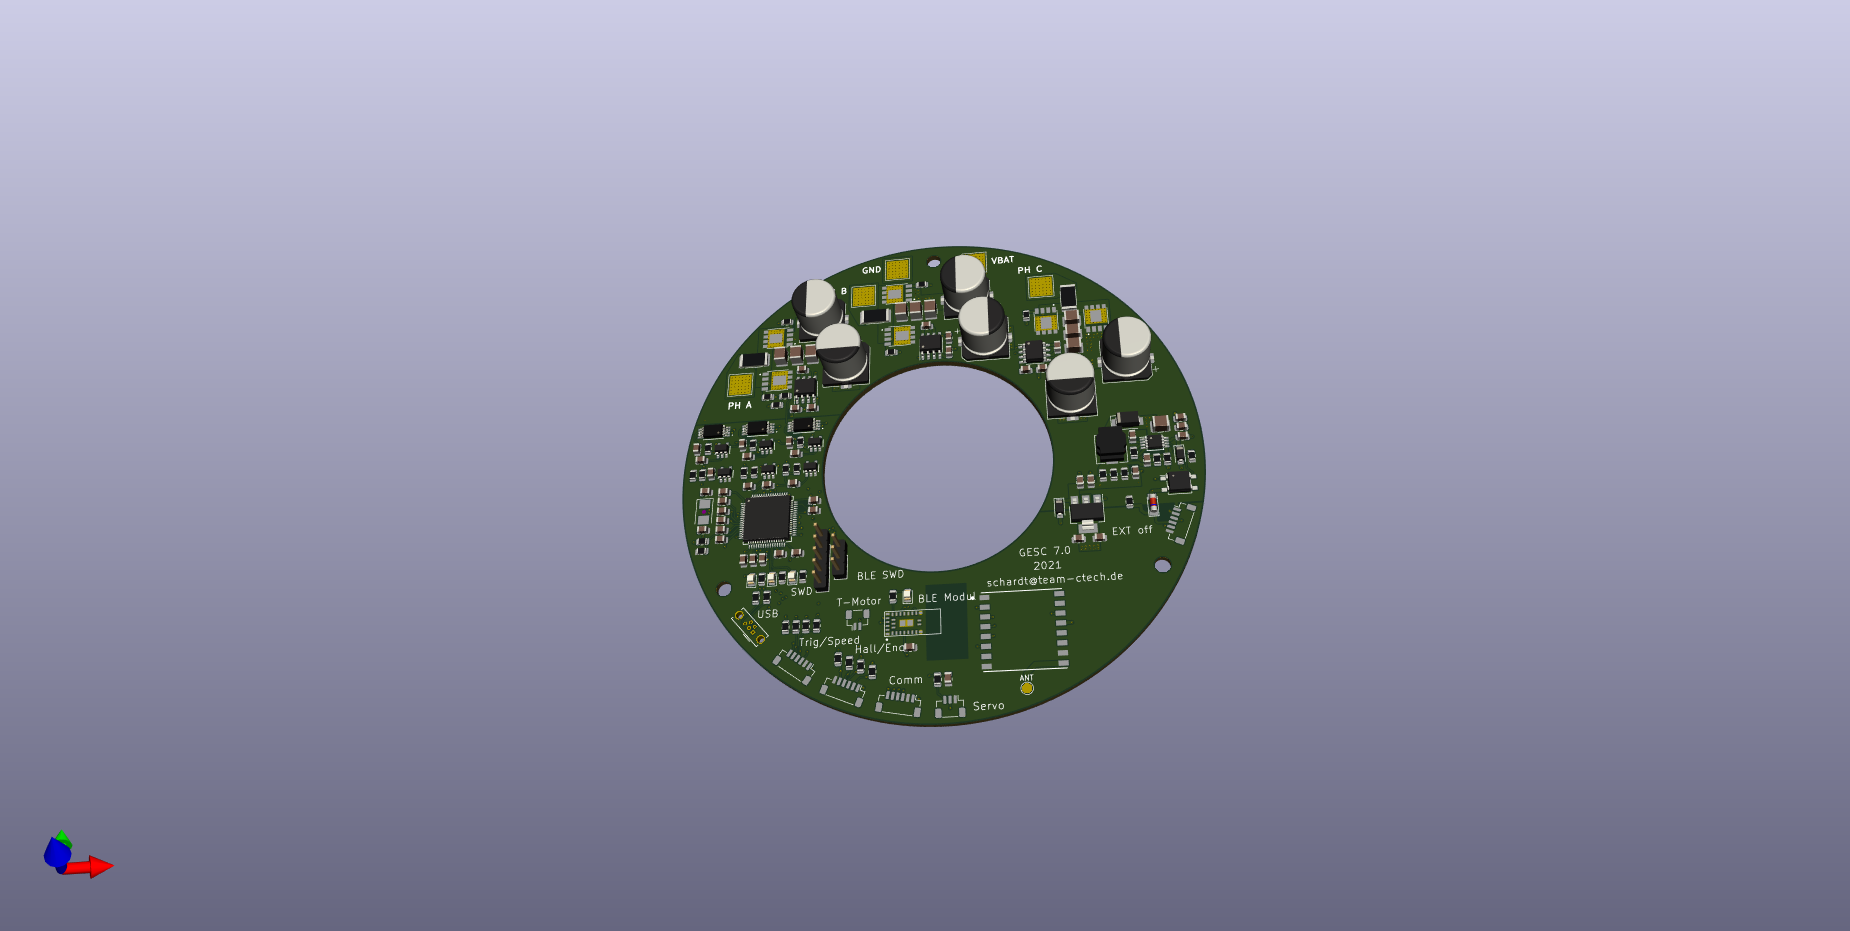 GND
VBAT
PH C
B
PH A
EXT off
GESC 7.0
2021
schardt@team-ctech.de
BLE SWD
SWD
T-Motor
BLE Modul
USB
Trig/Speed
Hall/Enc
Comm
ANT
Servo